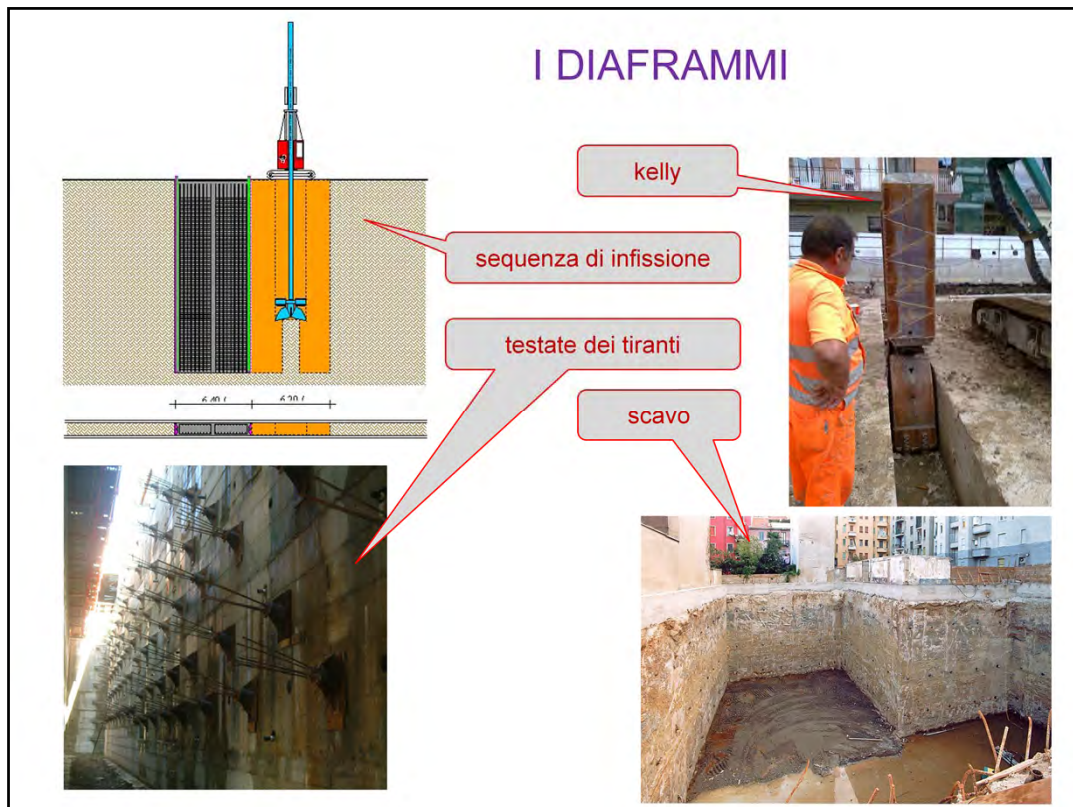 I DIAFRAMMI
kelly
sequenza di infissione
testate dei tiranti
scavo